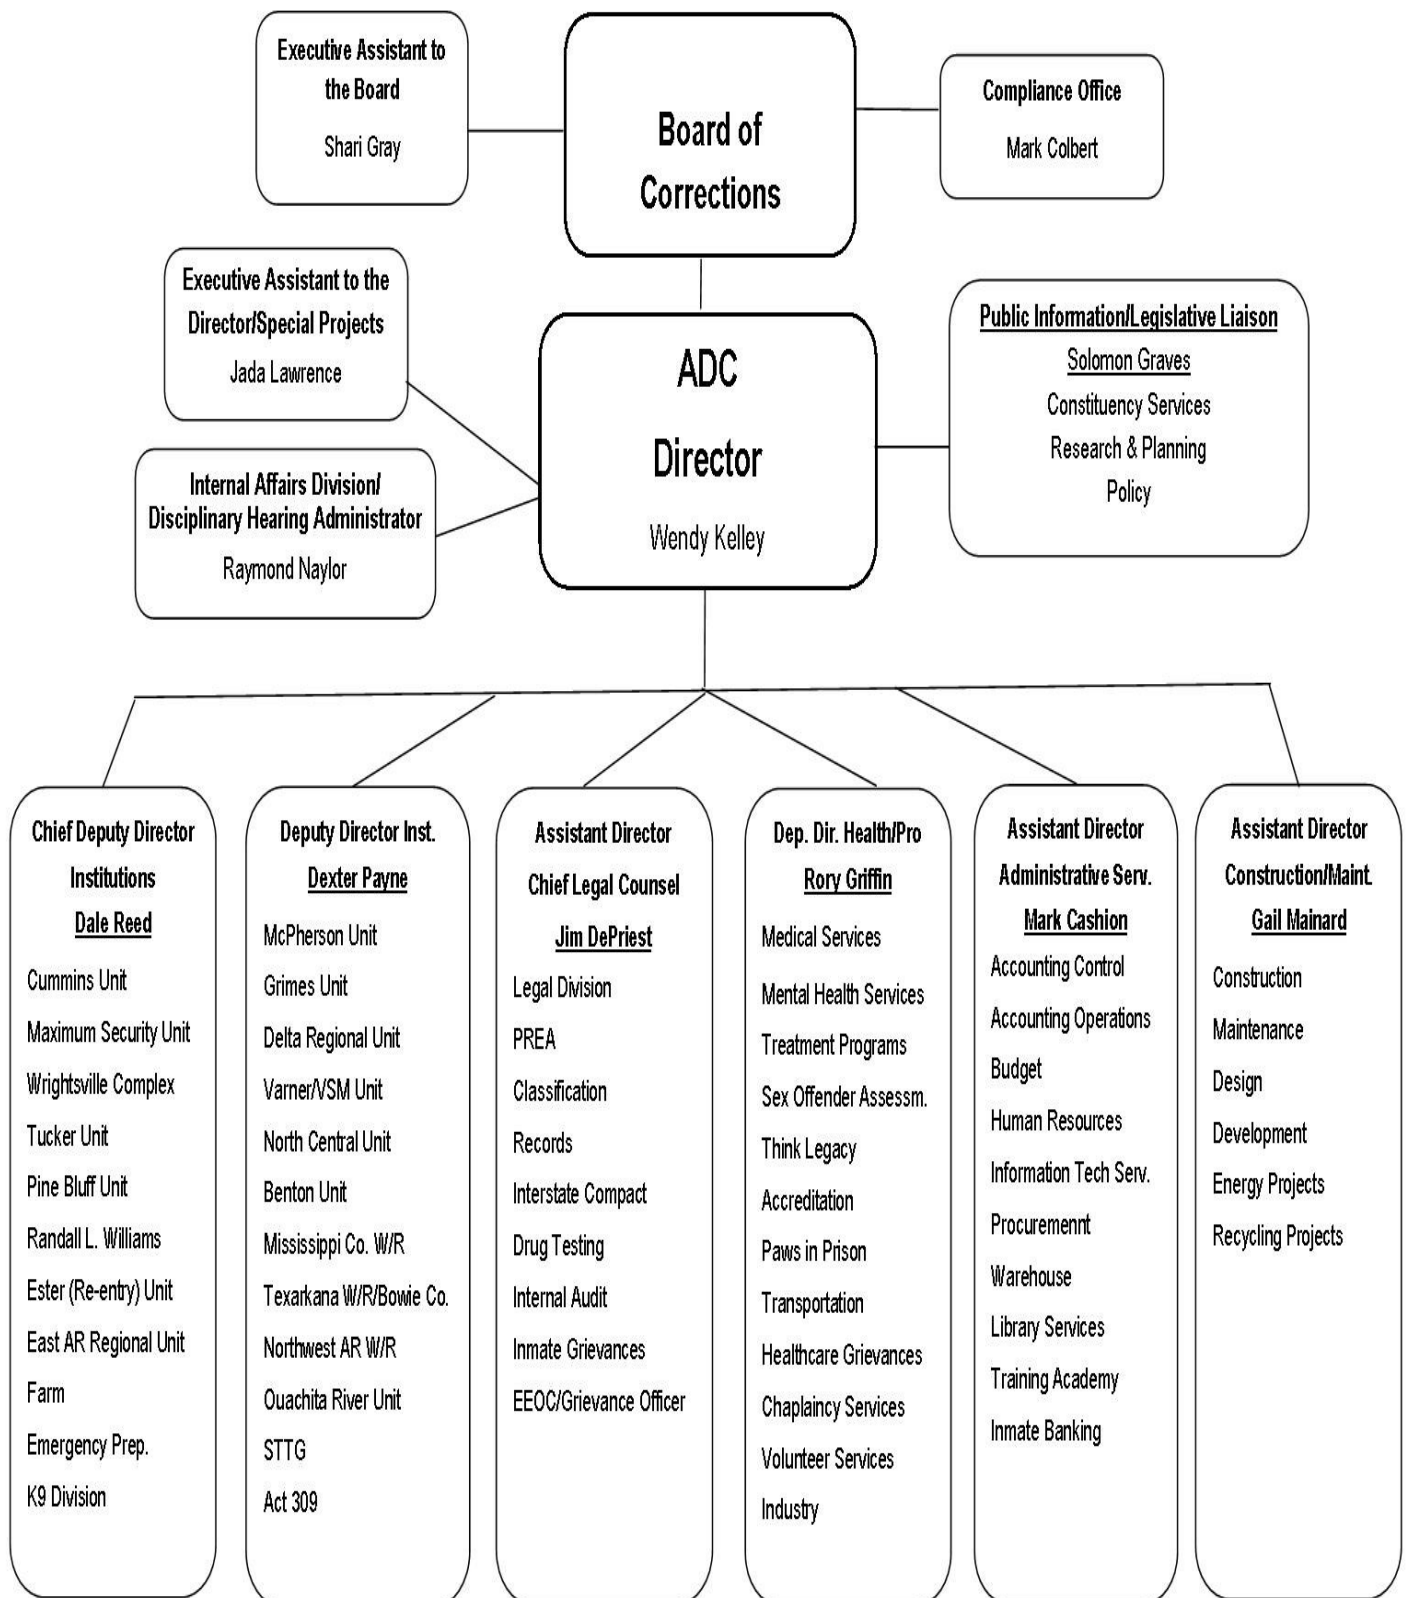 Executive Assistant to
the Board
Shari Gray
Board of
Corrections
Compliance Office
Mark Colbert
Executive Assistant to the
Director/Special Projects
Jada Lawrence
Internal Affairs Division/
Disciplinary Hearing Administrator
Raymond Naylor
ADC
Director
Wendy Kelley
Public Information/Legislative Liaison
Solomon Graves
Constituency Services
Research & Planning
Policy
Chief Deputy Director
Institutions
Dale Reed
Cummins Unit
Maximum Security Unit
Wrightsville Complex
Tucker Unit
Pine Bluff Unit
Randall L. Williams
Ester (Re-entry) Unit
East AR Regional Unit
Farm
Emergency Prep.
K9 Division
Deputy Director Inst.
Dexter Payne
McPherson Unit
Grimes Unit
Delta Regional Unit
Varner/VSM Unit
North Central Unit
Benton Unit
Mississippi Co. W/R
Texarkana W/R/Bowie Co.
Northwest AR W/R
Ouachita River Unit
STTG
Act 309
Assistant Director
Chief Legal Counsel
Jim DePriest
Legal Division
PREA
Classification
Records
Interstate Compact
Drug Testing
Internal Audit
Inmate Grievances
EEOC/Grievance Officer
Dep. Dir. Health/Pro
Rory Griffin
Medical Services
Mental Health Services
Treatment Programs
Sex Offender Assessm.
Think Legacy
Accreditation
Paws in Prison
Transportation
Healthcare Grievances
Chaplaincy Services
Volunteer Services
Industry
Assistant Director
Administrative Serv.
Mark Cashion
Accounting Control
Accounting Operations
Budget
Human Resources
Information Tech Serv.
Procuremennt
Warehouse
Library Services
Training Academy
Inmate Banking
Assistant Director
Construction/Maint.
Gail Mainard
Construction
Maintenance
Design
Development
Energy Projects
Recycling Projects